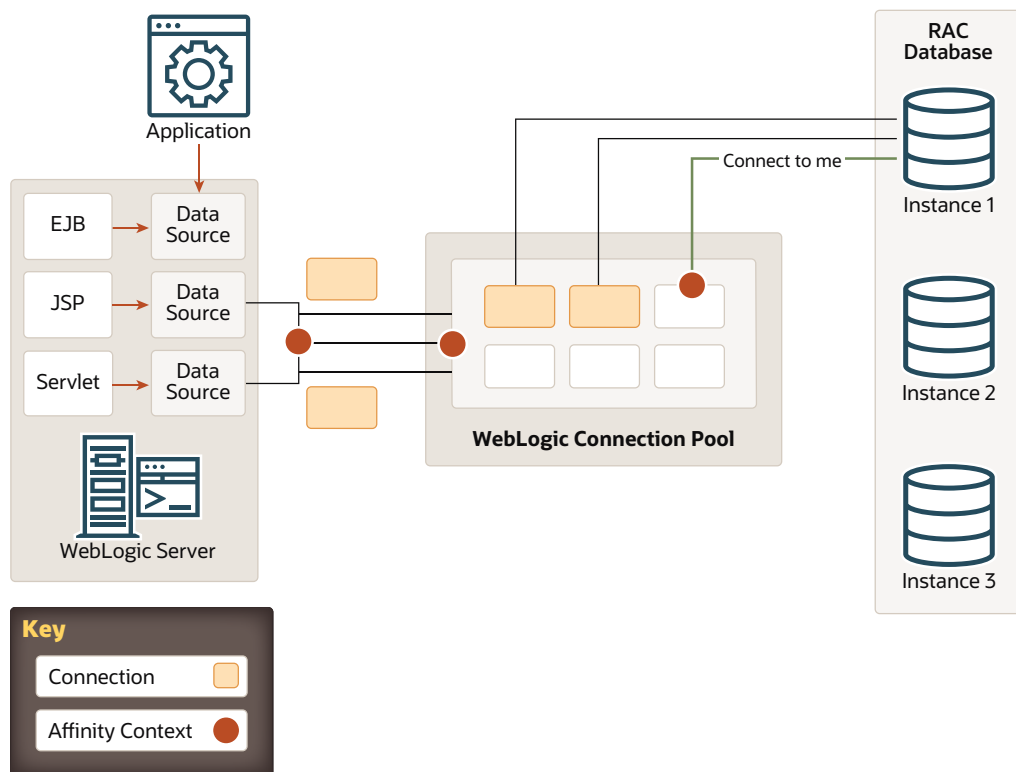 Application
EJB
Data
Source
JSP
Data
Source
Servlet
Data
Source
WebLogic Server
WebLogic Connection Pool
Connect to me
RAC
Database
Instance 1
Instance 2
Instance 3
Key
Connection
Affinity Context